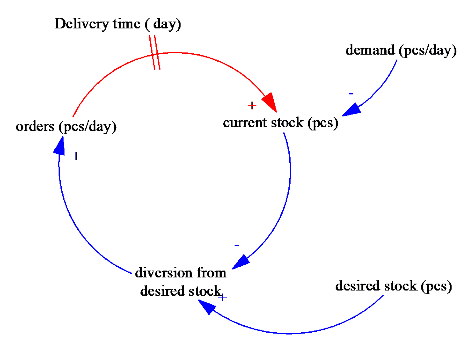 Delivery time ( day)
demand (pcs/day)
-
+
orders (pcs/day)
current stock (pcs)
+
-
diversion from
desired stock
+
desired stock (pcs)